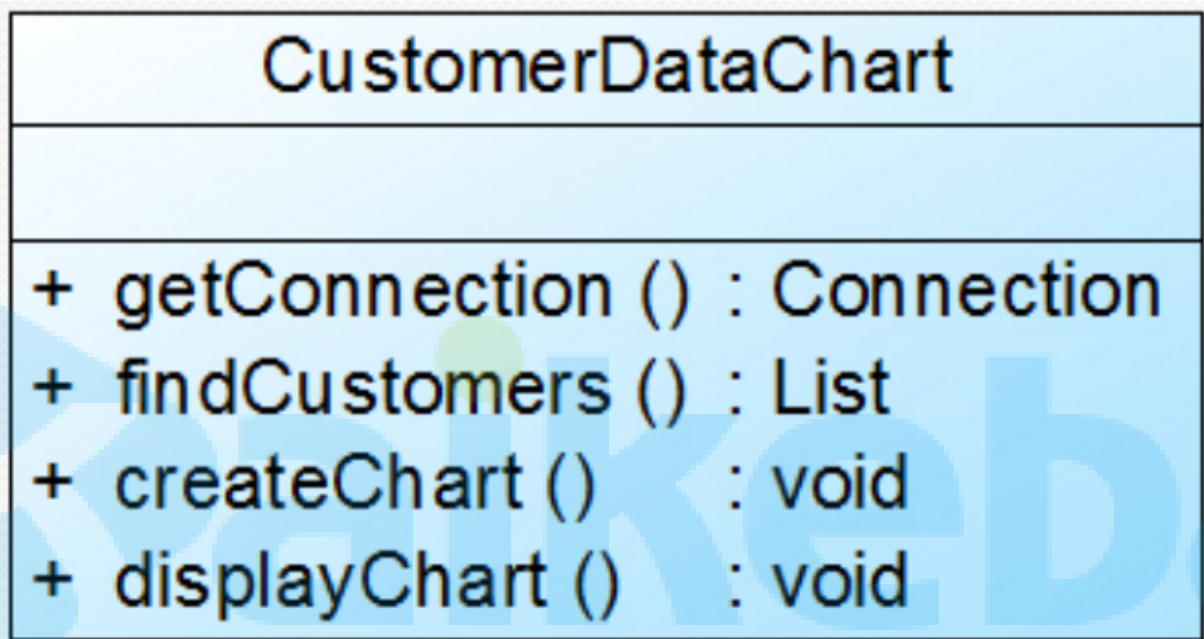 CustomerDataChart
+ getConnection () : Connection
+ findCustomers () : List
+ createChart () : void
+ displayChart () : void